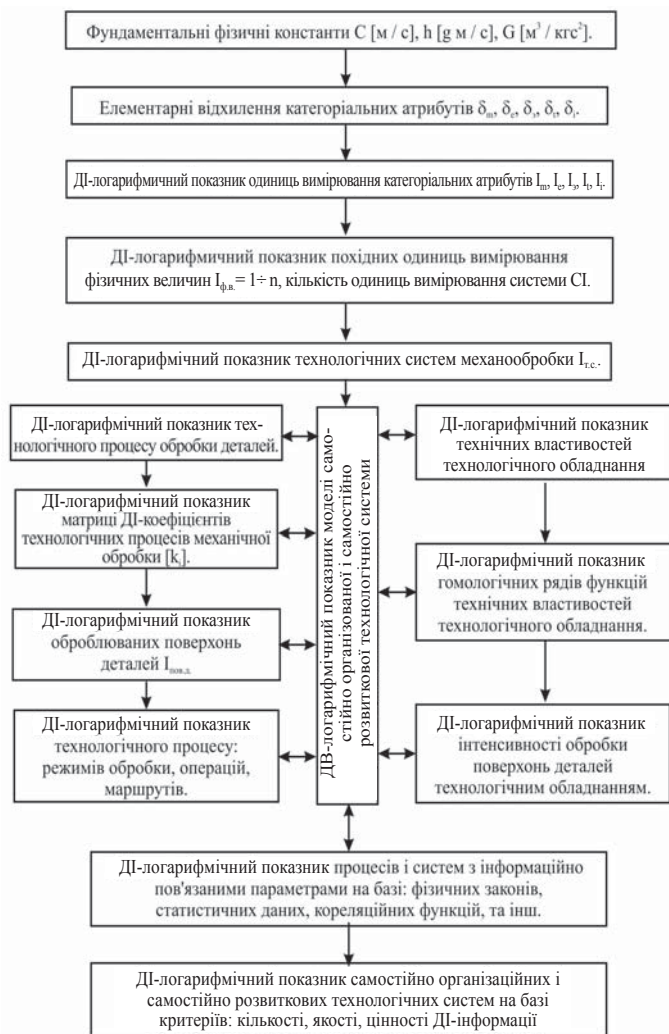 Фундаментальні фізичні константи С [м / с], h [g м / с], G [м³ / кгс²].
Елементарні відхилення категоріальних атрибутів δₘ, δₑ, δₛ, δₜ, δᵢ.
ДІ-логарифмичний показник одиниць вимірювання категоріальних атрибутів Iₘ, Iₑ, Iₛ, Iₜ, Iᵢ.
ДІ-логарифмичний показник похідних одиниць вимірювання
фізичних величин I_ф.в.= 1÷ n, кількість одиниць вимірювання системи СІ.
ДІ-логарифмічний показник технологічних систем механообробки I_т.с..
ДІ-логарифмічний показник тех-
нологічного процесу обробки деталей.
ДІ-логарифмічний показник
матриці ДІ-коефіцієнтів
технологічних процесів механічної
обробки [kᵢ].
ДІ-логарифмічний показник
оброблюваних поверхонь
деталей I_пов.д.
ДІ-логарифмічний показник
технологічного процесу:
режимів обробки, операцій,
маршрутів.
ДВ-логарифмічний показник моделі само-
стійно організованої і самостійно
розвиткової технологічної системи
ДІ-логарифмічний показник
технічних властивостей
технологічного обладнання
ДІ-логарифмічний показник
гомологічних рядів функцій
технічних властивостей
технологічного обладнання.
ДІ-логарифмічний показник
інтенсивності обробки
поверхонь деталей
технологічним обладнанням.
ДІ-логарифмічний показник процесів і систем з інформаційно
пов'язаними параметрами на базі: фізичних законів,
статистичних даних, кореляційних функцій, та інш.
ДІ-логарифмічний показник самостійно організаційних і
самостійно розвиткових технологічних систем на базі
критеріїв: кількості, якості, цінності ДІ-інформації